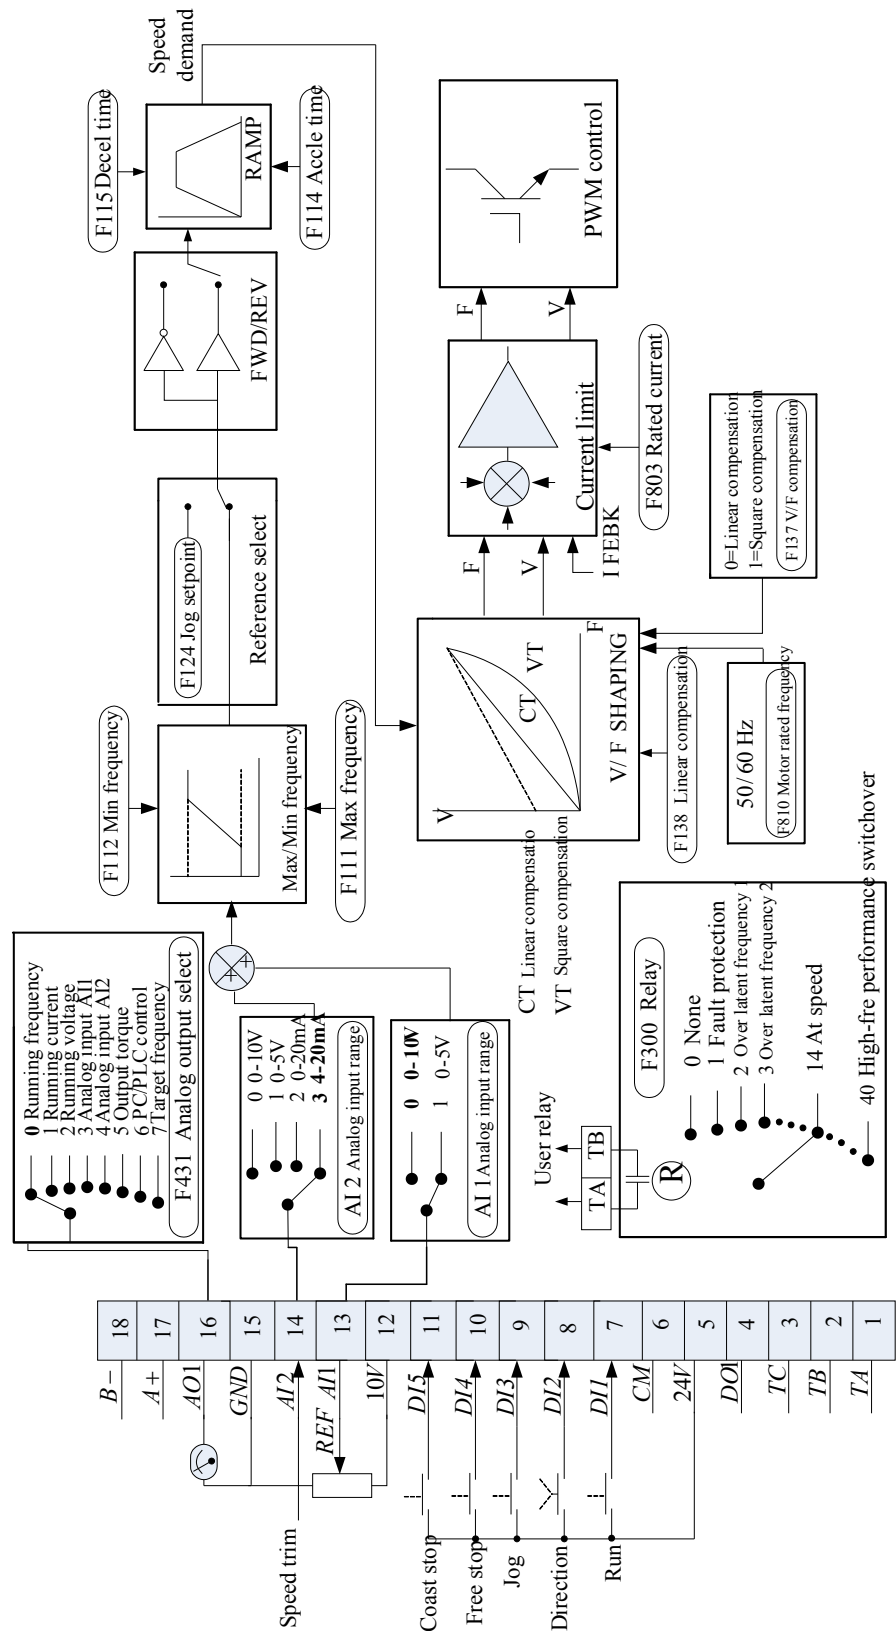 Speed
demand
F115 Decel time
RAMP
F114 Accle time
FWD/REV
F124 Jog setpoint
Reference select
F112 Min frequency
Max/Min frequency
F111 Max frequency
0 Running frequency
1 Running current
2 Running voltage
3 Analog input AI1
4 Analog input AI2
5 Output torque
6 PC/PLC control
7 Target frequency
F431 Analog output select
+
+
0 0-10V
1 0-5V
2 0-20mA
3 4-20mA
AI 2 Analog input range
0 0-10V
1 0-5V
AI 1 Analog input range
PWM control
F
V
Current limit
F803 Rated current
F
V
I FEBK
V
CT
VT
F
V/ F SHAPING
CT Linear compensatio
VT Square compensation
F138 Linear compensation
50/60 Hz
F810 Motor rated frequency
0=Linear compensation
1=Square compensation
F137 V/F compensation
User relay
TA
TB
R
F300 Relay
0 None
1 Fault protection
2 Over latent frequency 1
3 Over latent frequency 2
14 At speed
40 High-fre performance switchover
18
17
16
15
14
13
12
11
10
9
8
7
6
5
4
3
2
1
B-
A+
AO1
GND
AI2
REF AI1
10V
DI5
DI4
DI3
DI2
DI1
CM
24V
DO1
TC
TB
TA
Speed trim
Coast stop
Free stop
Jog
Direction
Run